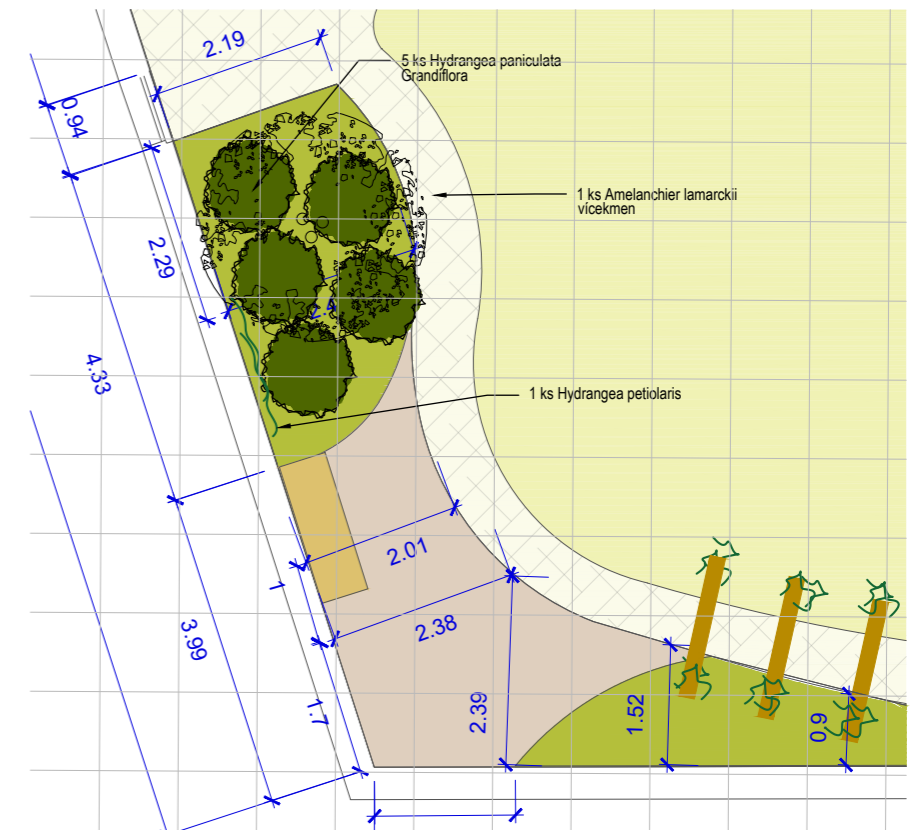 2.19
5 ks Hydrangea paniculata
Grandiflora
0.94
1 ks Amelanchier lamarckii
vicekmen
2.29
4.33
1 ks Hydrangea petiolaris
2.01
1
2.38
3.99
1.7
2.39
1.52
0.9